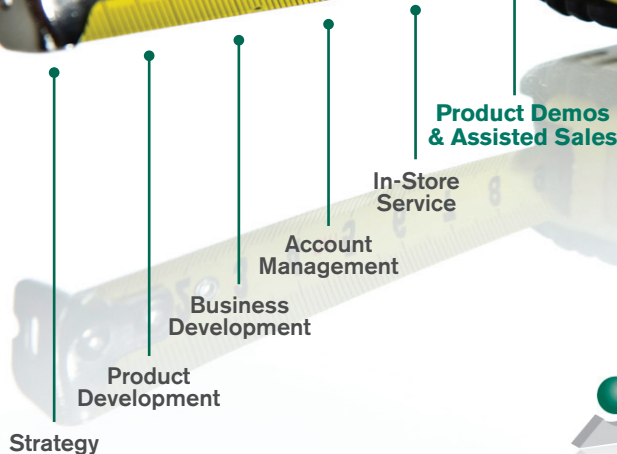 Product Demos
& Assisted Sales
In-Store
Service
Account
Management
Business
Development
Product
Development
Strategy